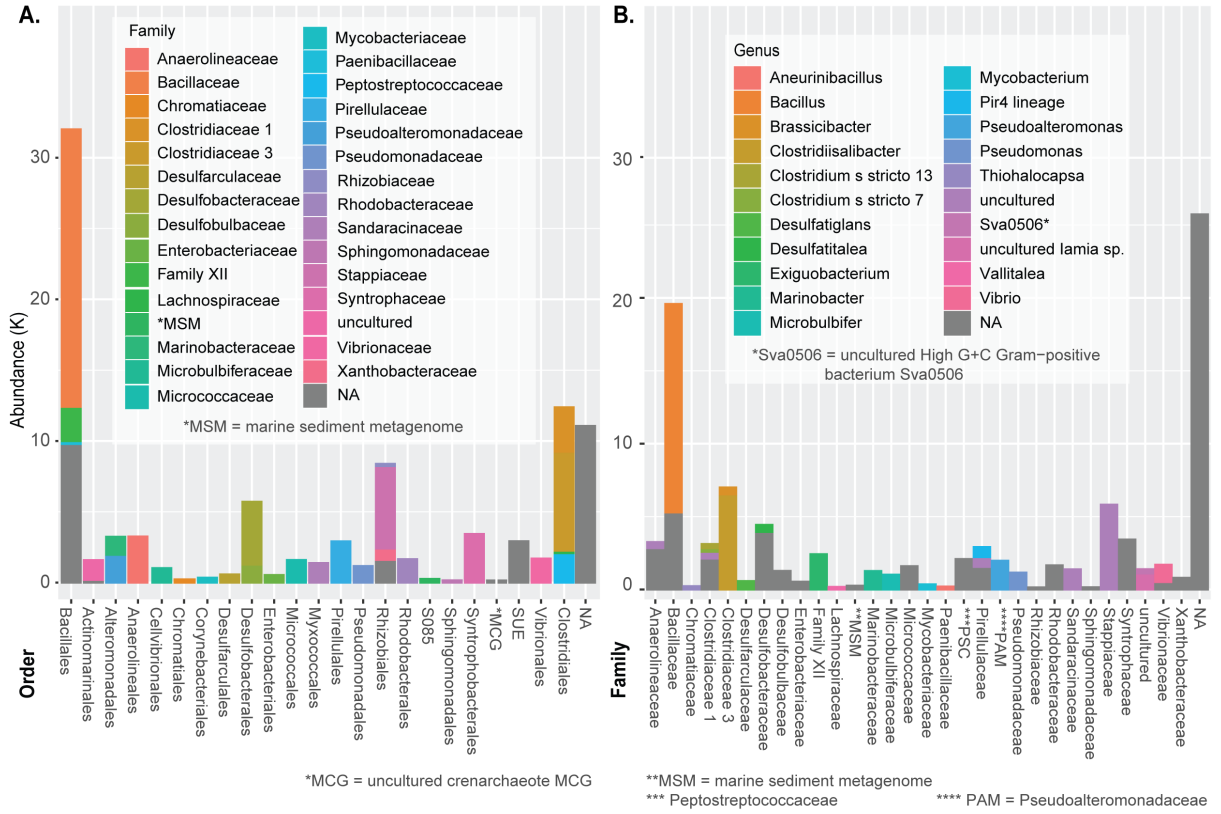 A.
Family
Anaerolineaceae
Bacillaceae
Chromatiaceae
Clostridiaceae 1
Clostridiaceae 3
Desulfarculaceae
Desulfobacteraceae
Desulfobulbaceae
Enterobacteriaceae
Family XII
Lachnospiraceae
*MSM
Marinobacteraceae
Microbulbiferaceae
Micrococcaceae
Mycobacteriaceae
Paenibacillaceae
Peptostreptococcaceae
Pirellulaceae
Pseudoalteromonadaceae
Pseudomonadaceae
Rhizobiaceae
Rhodobacteraceae
Sandaracinaceae
Sphingomonadaceae
Stappiaceae
Syntrophaceae
uncultured
Vibrionaceae
Xanthobacteraceae
NA
*MSM = marine sediment metagenome
Abundance (K)
30
20
10
0
Order
Bacillales
Actinomarinales
Alteromonadales
Anaerolineales
Cellvibrionales
Chromatiales
Corynebacteriales
Desulfarculales
Desulfobacterales
Enterobacteriales
Micrococcales
Myxococcales
Pirellulales
Pseudomonadales
Rhizobiales
Rhodobacterales
S085
Sphingomonadales
Syntrophobacterales
*MCG
SUE
Vibrionales
Clostridiales
NA
*MCG = uncultured crenarchaeote MCG
B.
Genus
Aneurinibacillus
Bacillus
Brassicibacter
Clostridiisalibacter
Clostridium s stricto 13
Clostridium s stricto 7
Desulfatiglans
Desulfatitalea
Exiguobacterium
Marinobacter
Microbulbifer
Mycobacterium
Pir4 lineage
Pseudoalteromonas
Pseudomonas
Thiohalocapsa
uncultured
Sva0506*
uncultured Iamia sp.
Vallitalea
Vibrio
NA
*Sva0506 = uncultured High G+C Gram−positive
bacterium Sva0506
30
20
10
0
Family
Anaerolineaceae
Bacillaceae
Chromatiaceae
Clostridiaceae 1
Clostridiaceae 3
Desulfarculaceae
Desulfobacteraceae
Desulfobulbaceae
Enterobacteriaceae
Family XII
Lachnospiraceae
**MSM
Marinobacteraceae
Microbulbiferaceae
Micrococcaceae
Mycobacteriaceae
Paenibacillaceae
***PSC
Pirellulaceae
****PAM
Pseudomonadaceae
Rhizobiaceae
Rhodobacteraceae
Sandaracinaceae
Sphingomonadaceae
Stappiaceae
Syntrophaceae
uncultured
Vibrionaceae
Xanthobacteraceae
NA
**MSM = marine sediment metagenome
*** Peptostreptococcaceae
**** PAM = Pseudoalteromonadaceae